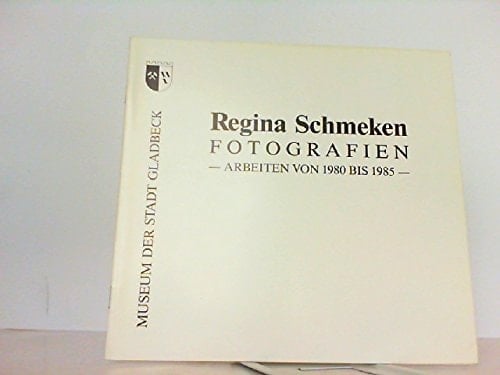 MUSEUM DER STADT GLADBECK
Regina Schmeken
FOTOGRAFIEN
— ARBEITEN VON 1980 BIS 1985 —